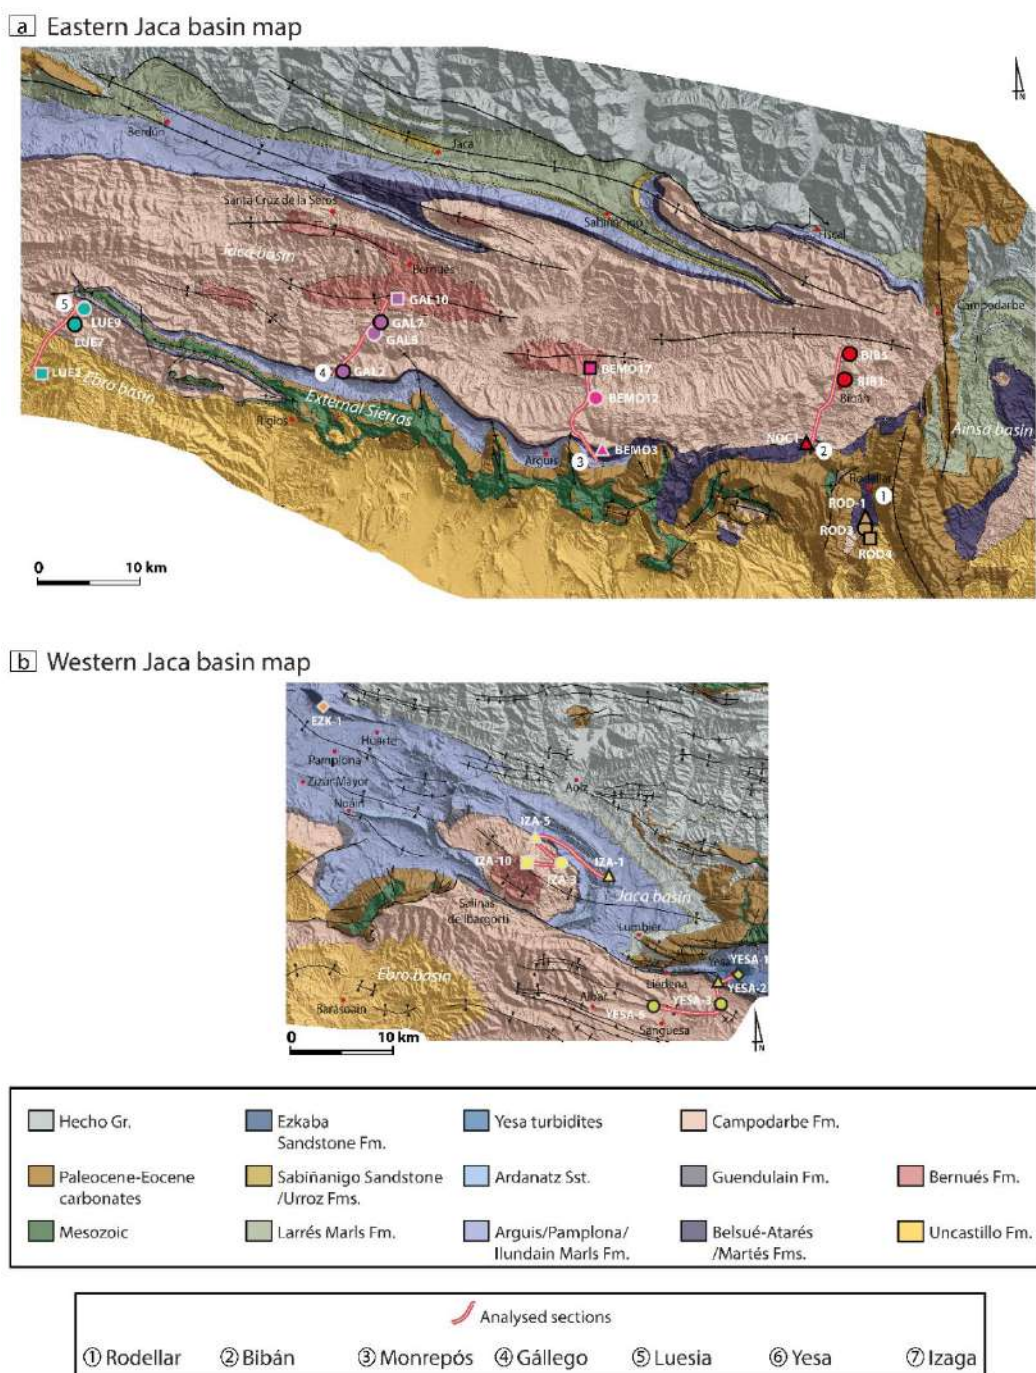 a Eastern Jaca basin map
N
Berdún
Jaca
Santa Cruz de la Seros
Jaca basin
Bernués
5
LUE9
LUE7
LUE2
Ebro basin
GAL10
GAL7
4
GAL2
External Sierras
Riglos
Campodarbe
BEMO17
BEMO12
BEMO3
3
Arguis
BIB5
BIB1
Bibán
NOC1
2
Ainsa basin
Rodellar
1
ROD-1
ROD3
ROD4
0 10 km
b Western Jaca basin map
EZK-1
Huarte
Pamplona
Zizur Mayor
Noáin
Aoiz
IZA-5
IZA-10
IZA-1
Jaca basin
Salinas
de Ibargoiti
Lumbier
Ebro basin
YESA-1
YESA-2
Liédena
YESA-3
YESA-5
Barásoain
Sangüesa
0 10 km
N
Hecho Gr.
Ezkaba
Sandstone Fm.
Yesa turbidites
Campodarbe Fm.
Paleocene-Eocene
carbonates
Sabiñanigo Sandstone
/Urroz Fms.
Ardanatz Sst.
Guendulain Fm.
Bernués Fm.
Mesozoic
Larrés Marls Fm.
Arguis/Pamplona/
Ilundain Marls Fm.
Belsué-Atarés
/Martés Fms.
Uncastillo Fm.
Analysed sections
1 Rodellar 2 Bibán 3 Monrepós 4 Gállego 5 Luesia 6 Yesa 7 Izaga